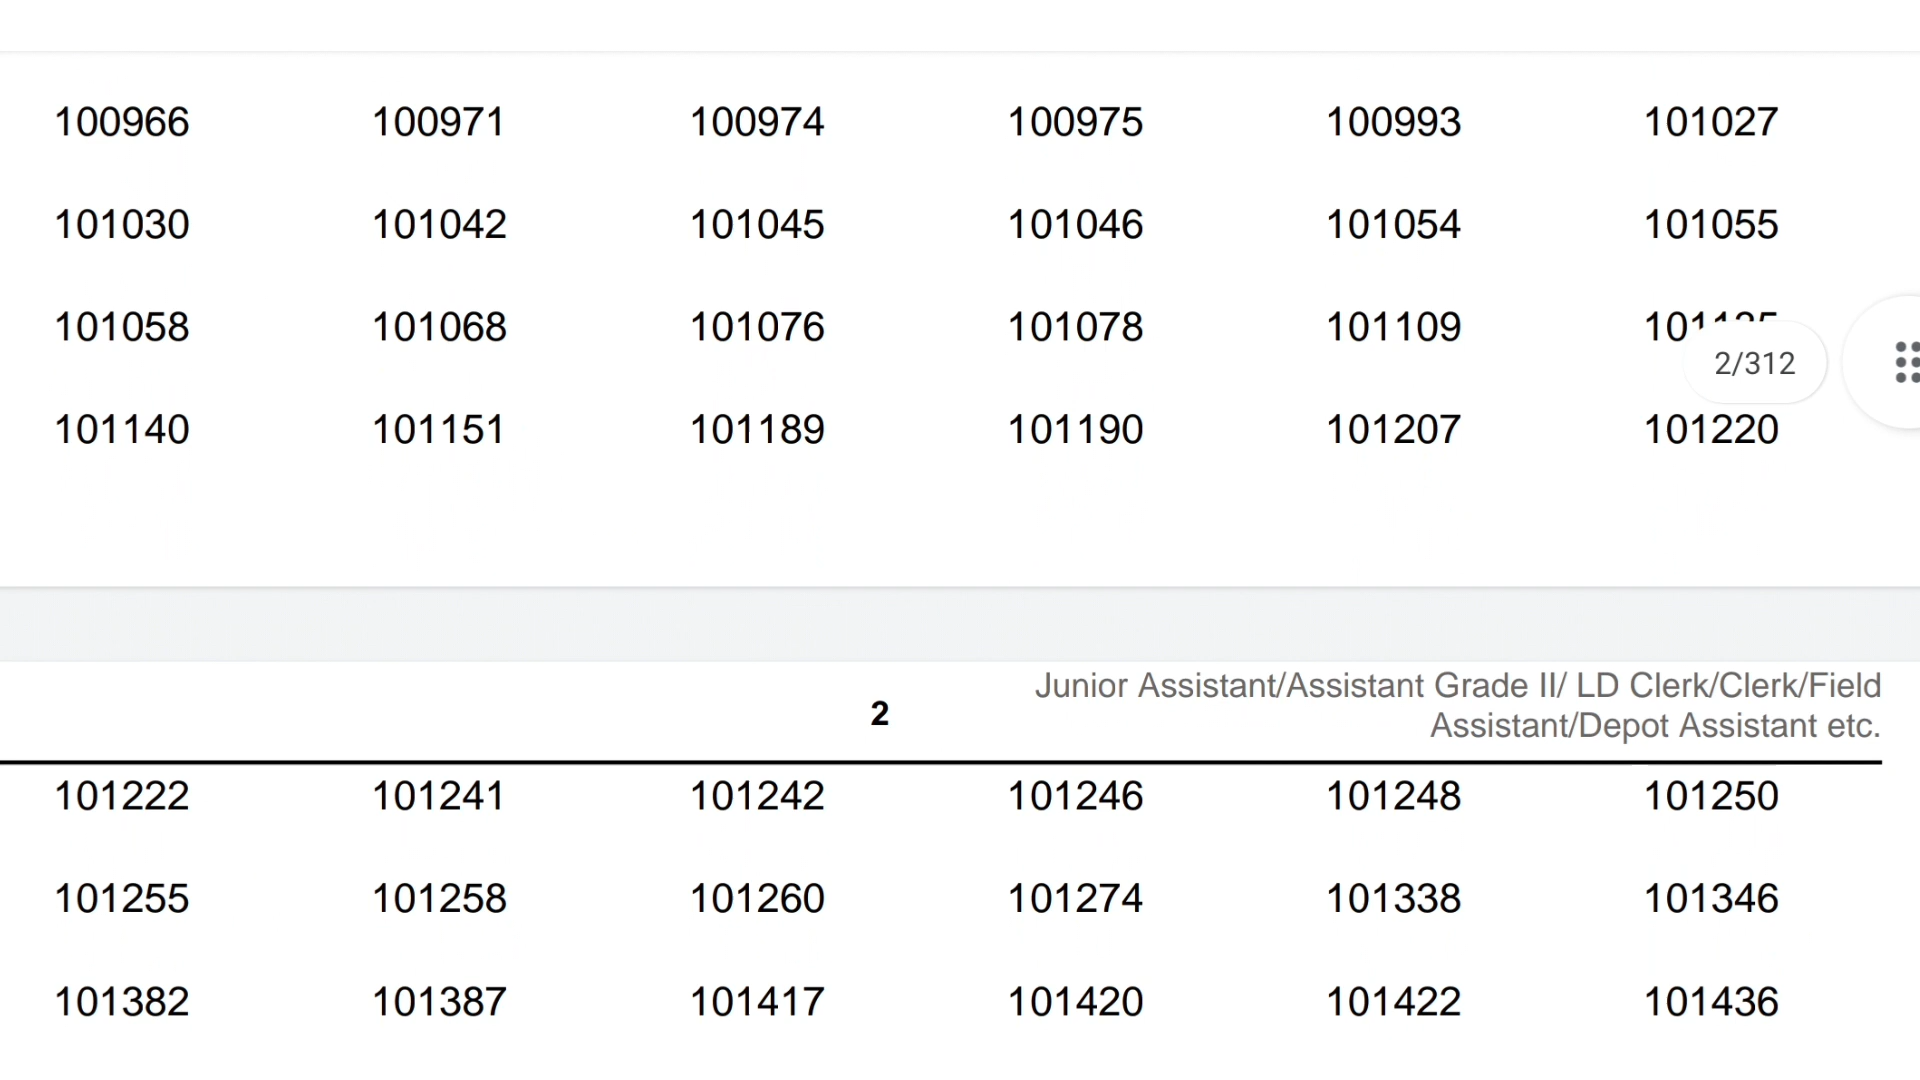 100966 100971 100974 100975 100993 101027
101030 101042 101045 101046 101054 101055
101058 101068 101076 101078 101109
2/312
101140 101151 101189 101190 101207 101220
2
Junior Assistant/Assistant Grade II/ LD Clerk/Clerk/Field
Assistant/Depot Assistant etc.
101222 101241 101242 101246 101248 101250
101255 101258 101260 101274 101338 101346
101382 101387 101417 101420 101422 101436